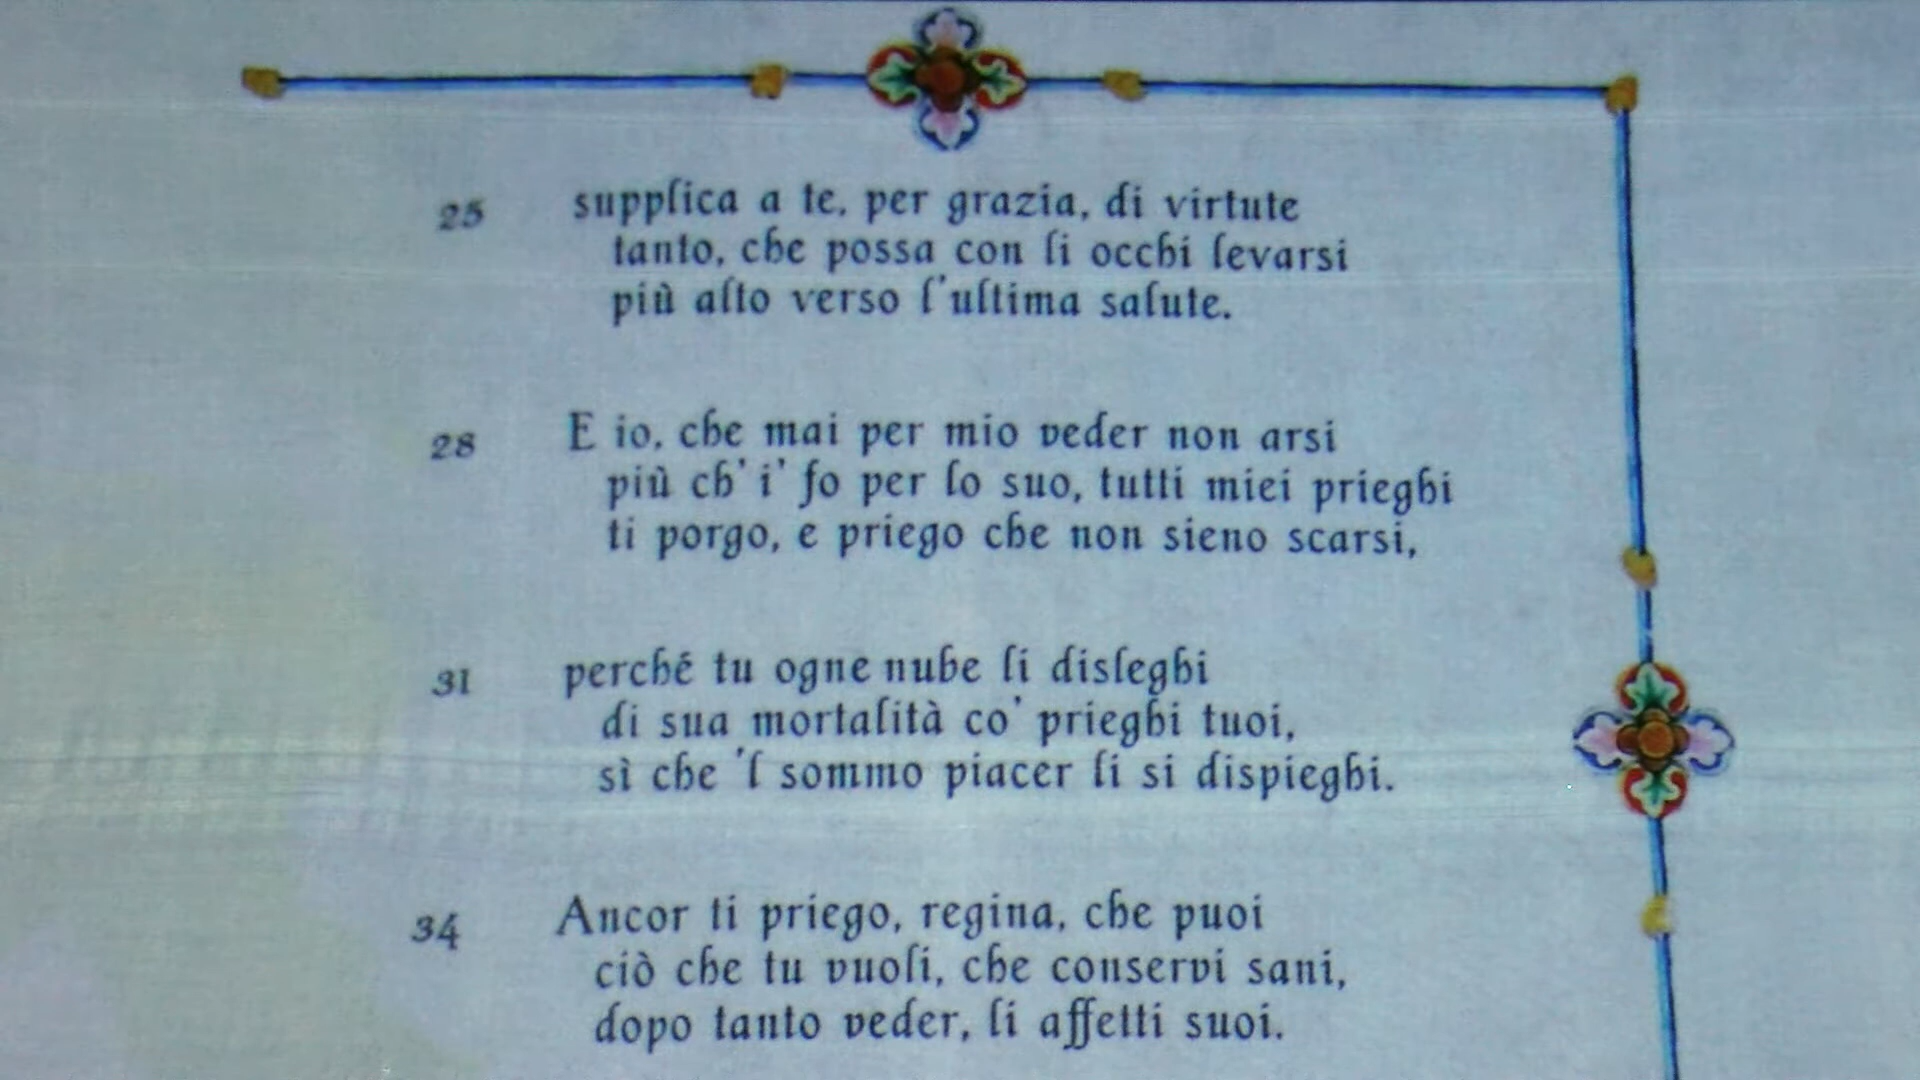 25 supplica a te, per grazia, di virtute
tanto, che possa con li occhi levarsi
più alto verso l'ultima salute.
28 E io, che mai per mio veder non arsi
più ch' i' fo per lo suo, tutti miei prieghi
ti porgo, e priego che non sieno scarsi,
31 perché tu ogne nube li disleghi
di sua mortalità co' prieghi tuoi,
sì che 'l sommo piacer li si dispieghi.
34 Ancor ti priego, regina, che puoi
ciò che tu vuoli, che conservi sani,
dopo tanto veder, li affetti suoi.